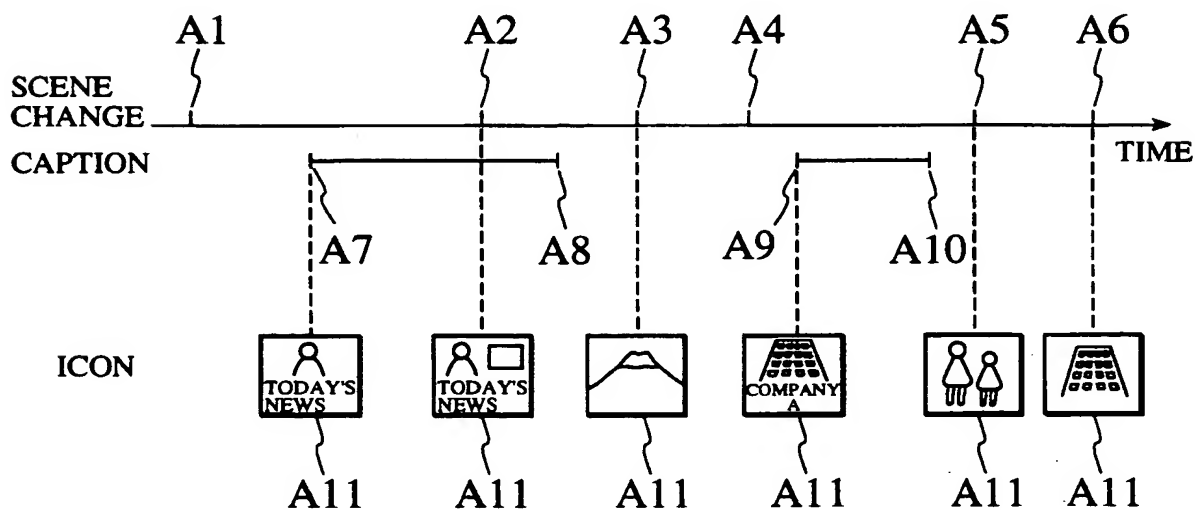 A1 A2 A3 A4 A5 A6
SCENE
CHANGE
TIME
CAPTION
A7 A8 A9 A10
ICON
TODAY'S
NEWS
TODAY'S
NEWS
COMPANY
A
A11 A11 A11 A11 A11 A11